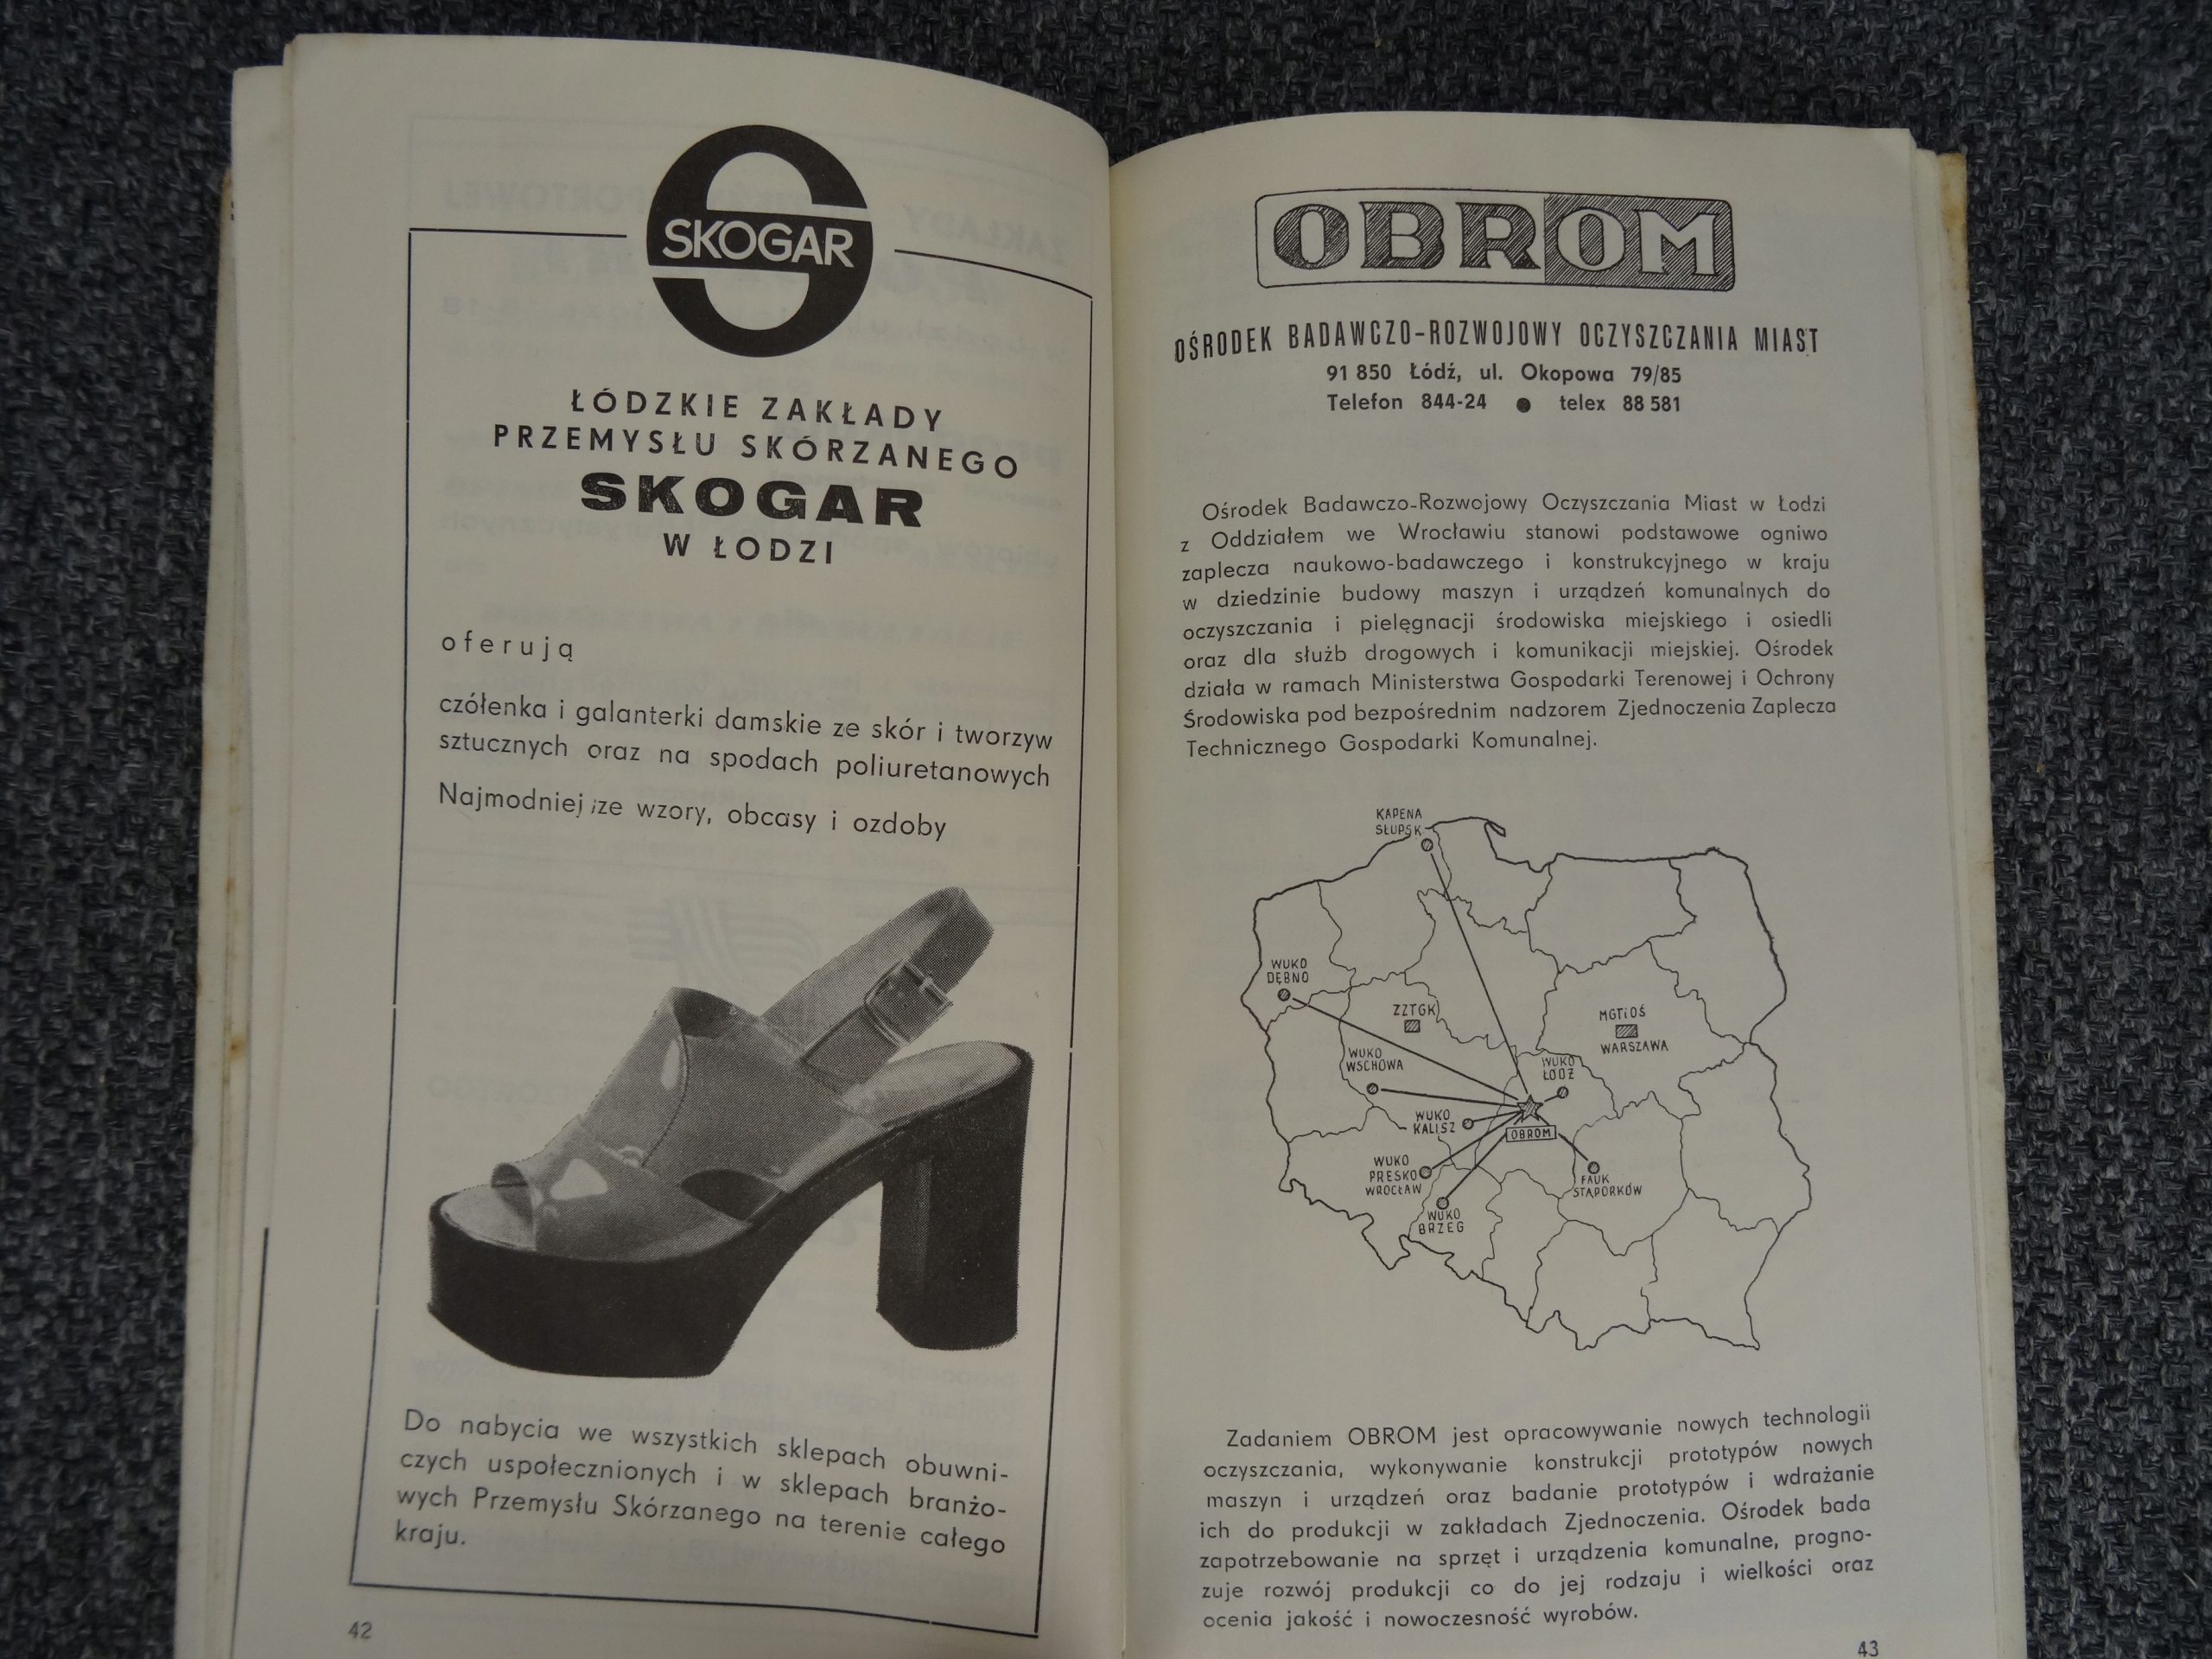 SKOGAR
ŁÓDZKIE ZAKŁADY
PRZEMYSŁU SKÓRZANEGO
SKOGAR
W ŁODZI
oferują
czółenka i galanterki damskie ze skór i tworzyw
sztucznych oraz na spodach poliuretanowych
Najmodniejsze wzory, obcasy i ozdoby
Do nabycia we wszystkich sklepach obuwni-
czych uspołecznionych i w sklepach branżo-
wych Przemysłu Skórzanego na terenie całego
kraju.
42
OBROM
OŚRODEK BADAWCZO-ROZWOJOWY OCZYSZCZANIA MIAST
91 850 Łódź, ul. Okopowa 79/85
Telefon 844-24 ● telex 88 581
Ośrodek Badawczo-Rozwojowy Oczyszczania Miast w Łodzi
z Oddziałem we Wrocławiu stanowi podstawowe ogniwo
zaplecza naukowo-badawczego i konstrukcyjnego w kraju
w dziedzinie budowy maszyn i urządzeń komunalnych do
oczyszczania i pielęgnacji środowiska miejskiego i osiedli
oraz dla służb drogowych i komunikacji miejskiej. Ośrodek
działa w ramach Ministerstwa Gospodarki Terenowej i Ochrony
Środowiska pod bezpośrednim nadzorem Zjednoczenia Zaplecza
Technicznego Gospodarki Komunalnej.
KAPENA
SŁUPSK
WUKO
DĘBNO
ZZTGK
MGTiOŚ
WARSZAWA
WUKO
WSCHOWA
WUKO
ŁÓDŹ
WUKO
KALISZ
OBROM
WUKO
PRESKO
WROCŁAW
FAUK
STĄPORKÓW
WUKO
BRZEG
Zadaniem OBROM jest opracowywanie nowych technologii
oczyszczania, wykonywanie konstrukcji prototypów nowych
maszyn i urządzeń oraz badanie prototypów i wdrażanie
ich do produkcji w zakładach Zjednoczenia. Ośrodek bada
zapotrzebowanie na sprzęt i urządzenia komunalne, progno-
zuje rozwój produkcji co do jej rodzaju i wielkości oraz
ocenia jakość i nowoczesność wyrobów.
43